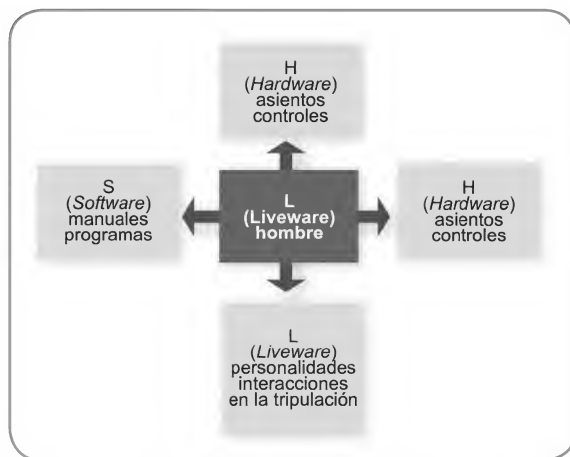 H
(Hardware)
asientos
controles
S
(Software)
manuales
programas
L
(Liveware)
hombre
H
(Hardware)
asientos
controles
L
(Liveware)
personalidades
interacciones
en la tripulación